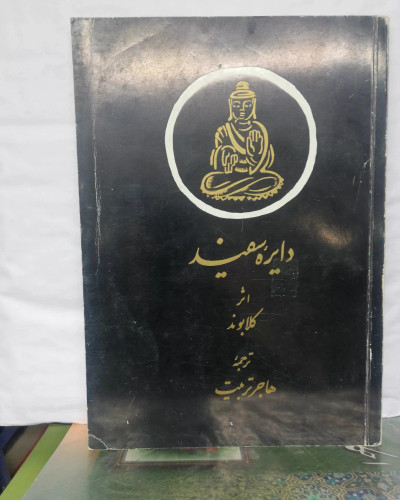 دایرهٔ سفید
اثر
کلابوند
ترجمهٔ
هاجر تربیت